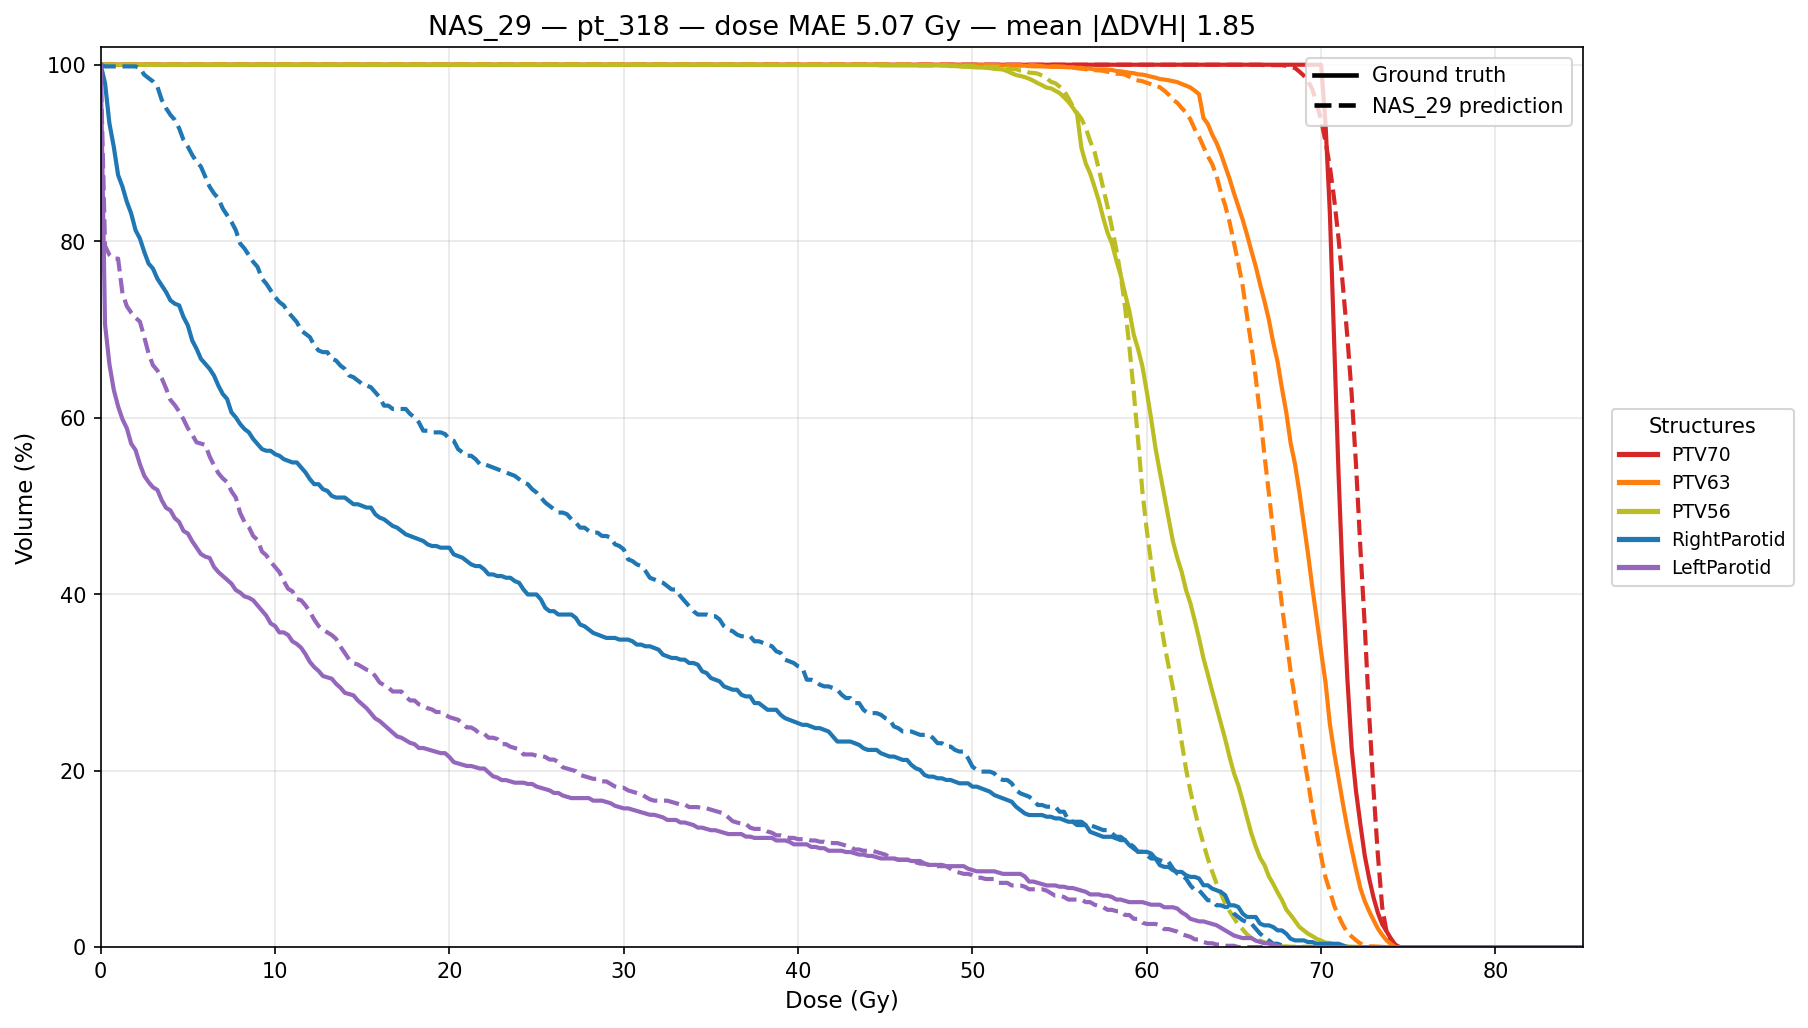 NAS_29 — pt_318 — dose MAE 5.07 Gy — mean |ΔDVH| 1.85
Ground truth
NAS_29 prediction
Volume (%)
100
80
60
40
20
0
0 10 20 30 40 50 60 70 80
Dose (Gy)
Structures
PTV70
PTV63
PTV56
RightParotid
LeftParotid